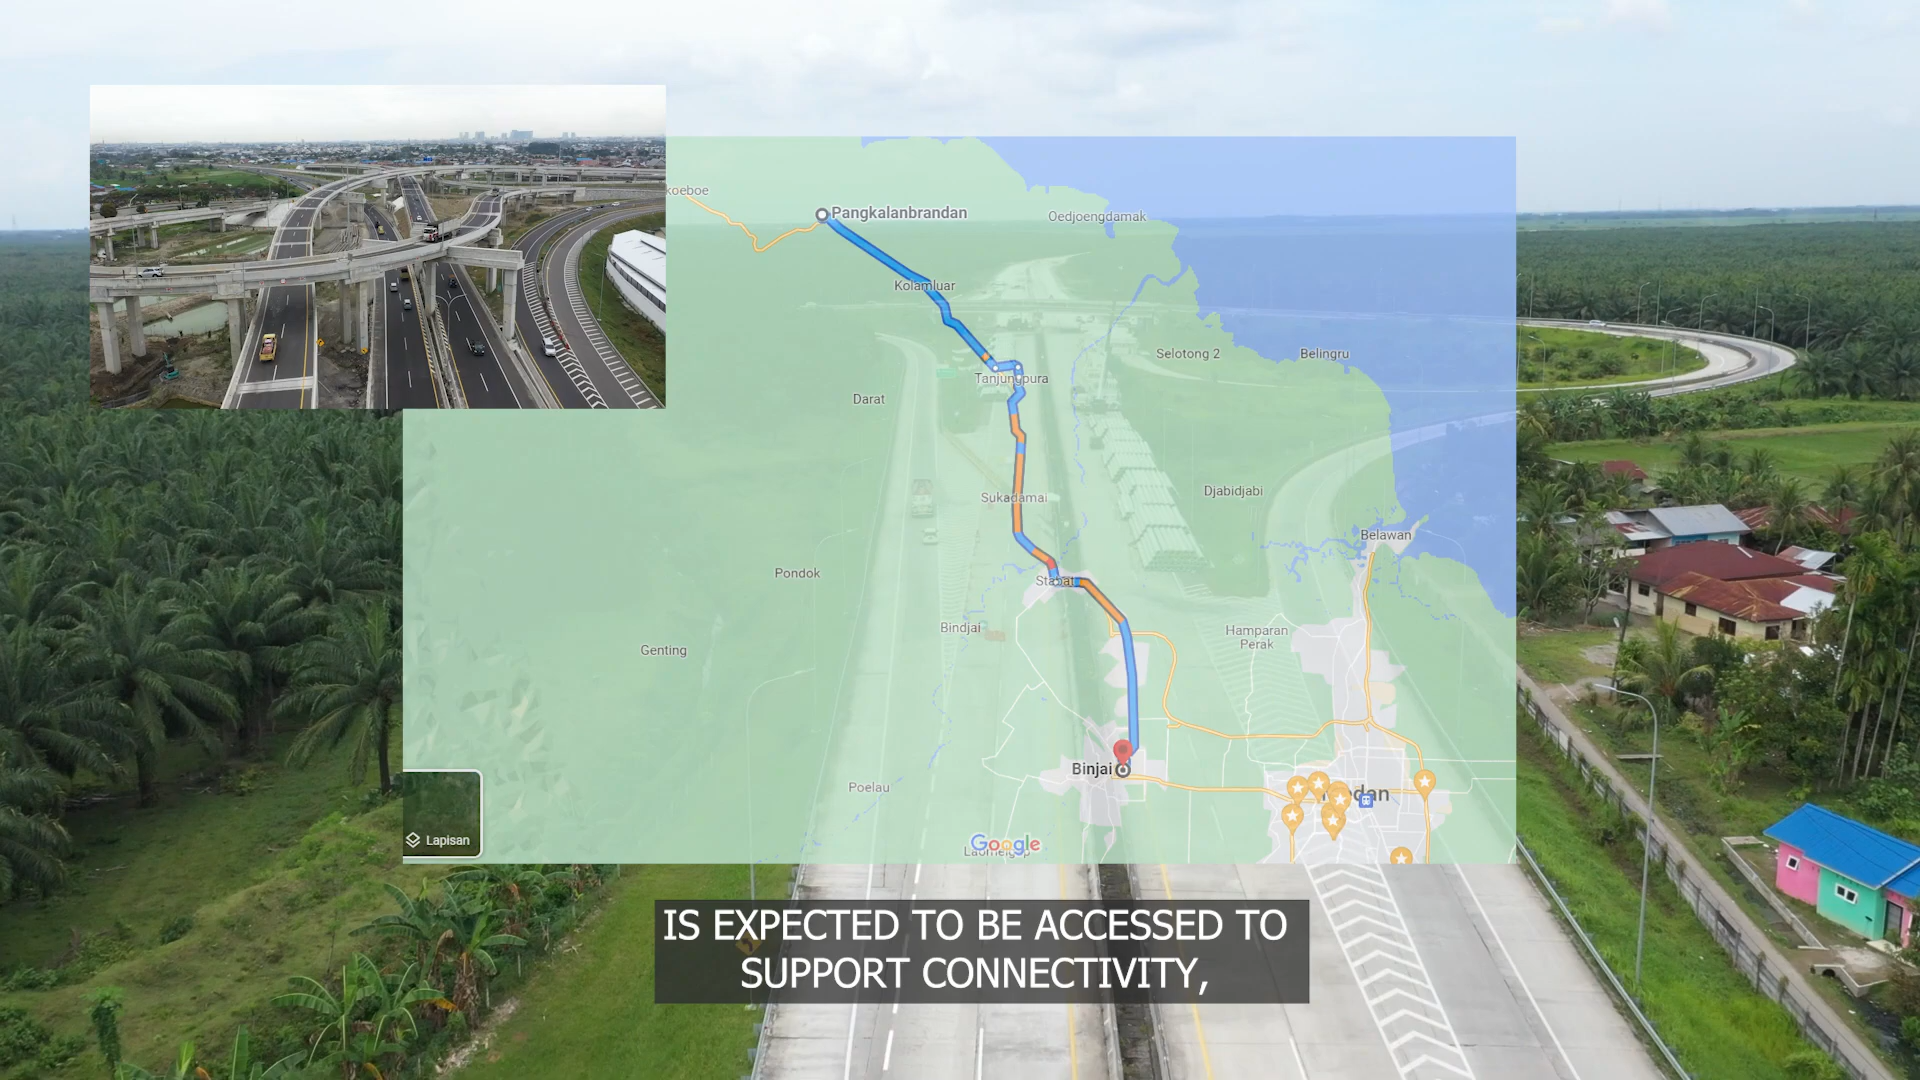 koeboe
Pangkalanbrandan
Oedjoengdamak
Kolamluar
Selotong 2
Belingru
Tanjungpura
Darat
Djabidjabi
Sukadamai
Belawan
Pondok
Stabat
Bindjai
Hamparan
Perak
Genting
Binjai
Poelau
Lapisan
Google
IS EXPECTED TO BE ACCESSED TO
SUPPORT CONNECTIVITY,